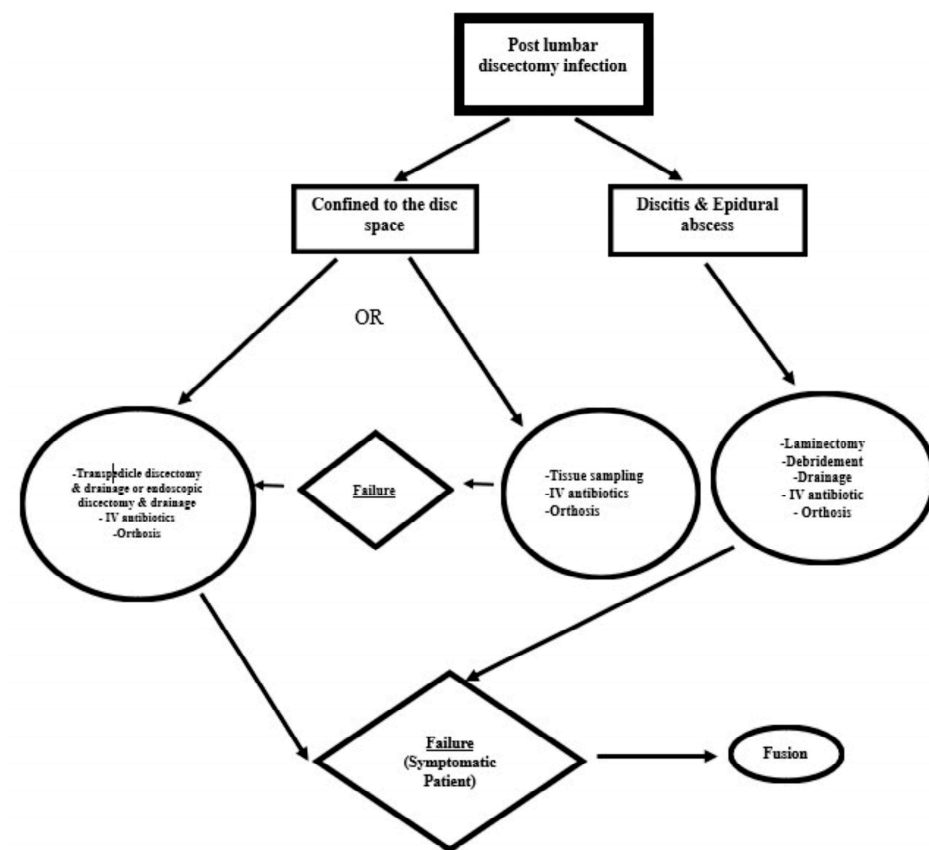 Post lumbar
discectomy infection
Confined to the disc
space
Discitis & Epidural
abscess
OR
-Transpedicle discectomy
& drainage or endoscopic
discectomy & drainage
- IV antibiotics
-Orthosis
Failure
-Tissue sampling
-IV antibiotics
-Orthosis
-Laminectomy
-Debridement
-Drainage
- IV antibiotic
- Orthosis
Failure
(Symptomatic
Patient)
Fusion